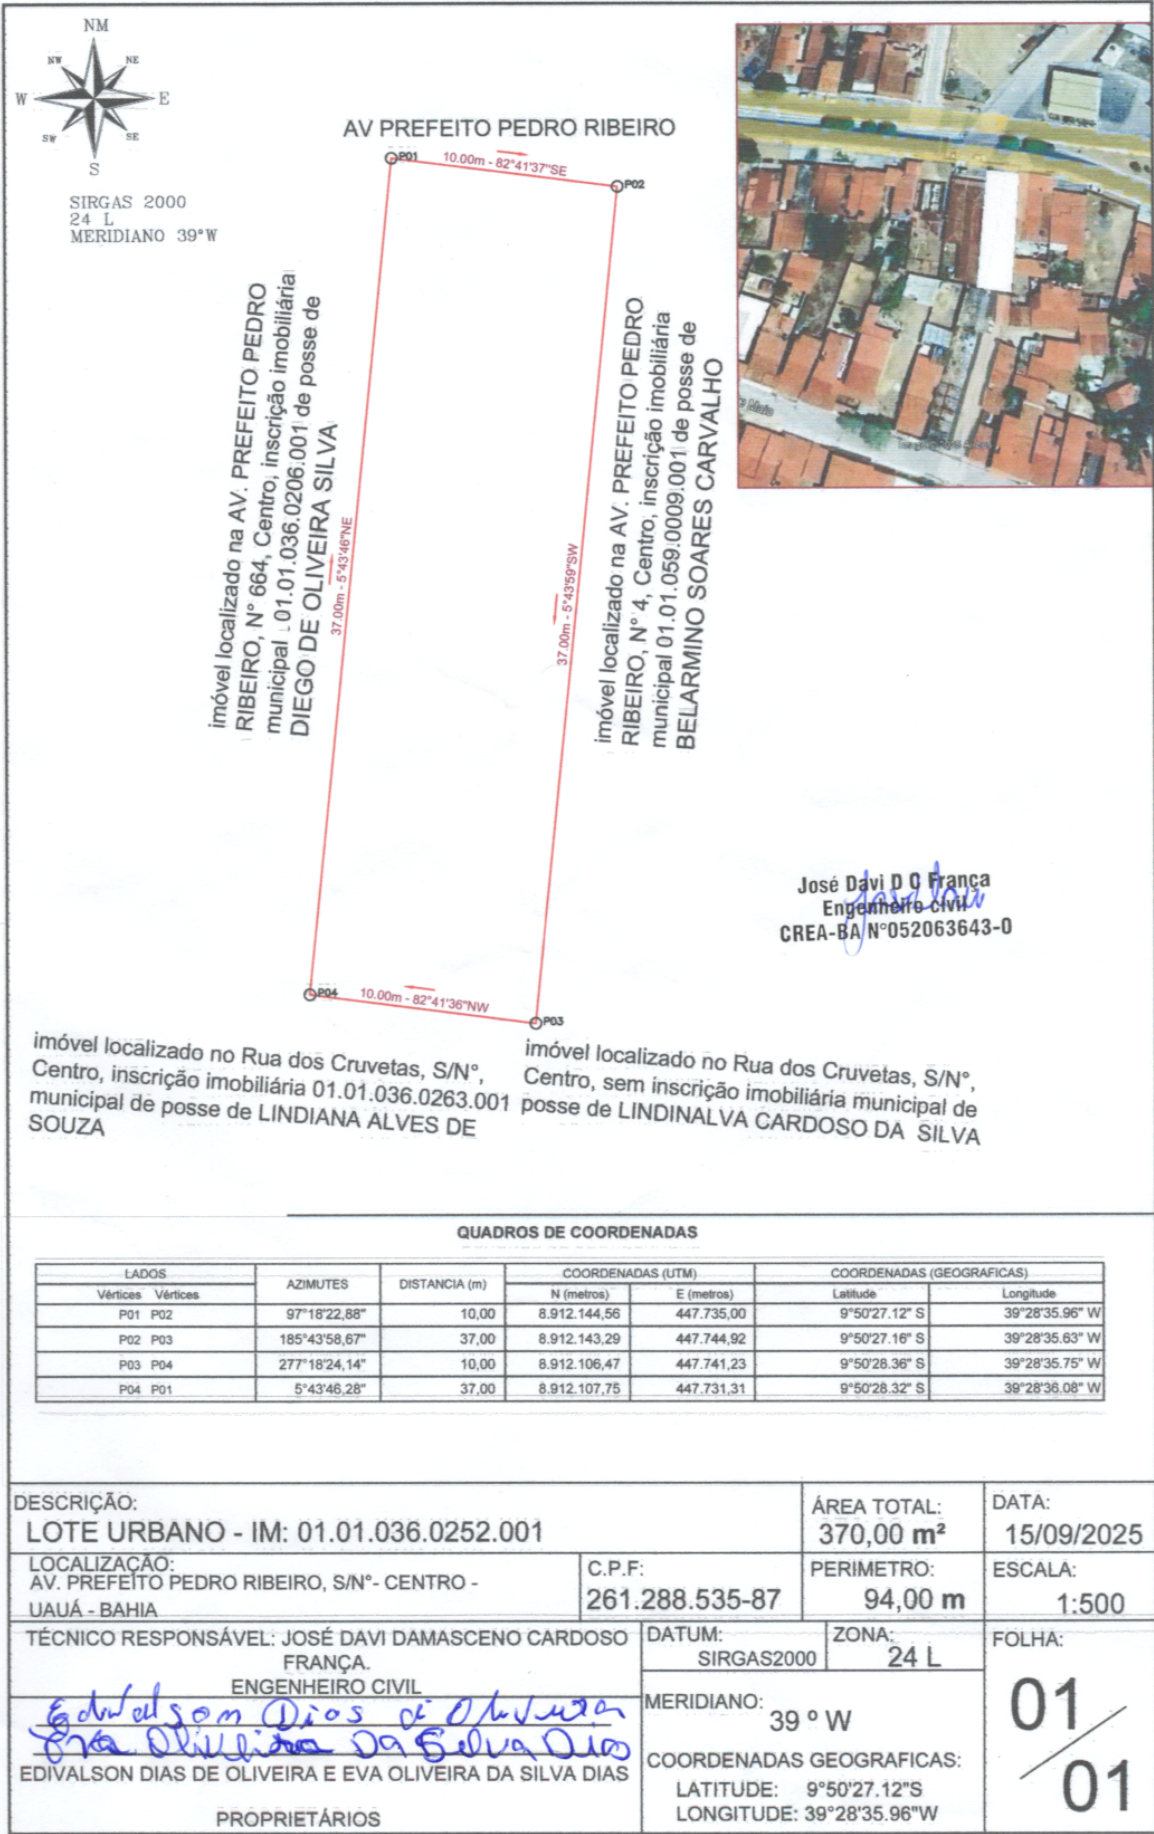 NM
NW
NE
W
E
SW
SE
S
SIRGAS 2000
24 L
MERIDIANO 39°W
AV PREFEITO PEDRO RIBEIRO
P01
10.00m - 82°41'37"SE
P02
imóvel localizado na AV. PREFEITO PEDRO
RIBEIRO, N° 664, Centro, inscrição imobiliária
municipal 01.01.036.0206.001 de posse de
DIEGO DE OLIVEIRA SILVA
37.00m - 5°43'46"NE
37.00m - 5°43'59"SW
imóvel localizado na AV. PREFEITO PEDRO
RIBEIRO, N° 4, Centro, inscrição imobiliária
municipal 01.01.059.0009.001 de posse de
BELARMINO SOARES CARVALHO
Maio
José Davi D C França
Engenheiro civil
CREA-BA N°052063643-0
P04
10.00m - 82°41'36"NW
P03
imóvel localizado no Rua dos Cruvetas, S/N°,
Centro, inscrição imobiliária 01.01.036.0263.001
municipal de posse de LINDIANA ALVES DE
SOUZA
imóvel localizado no Rua dos Cruvetas, S/N°,
Centro, sem inscrição imobiliária municipal de
posse de LINDINALVA CARDOSO DA SILVA
QUADROS DE COORDENADAS
LADOS AZIMUTES DISTANCIA (m) COORDENADAS (UTM) COORDENADAS (GEOGRAFICAS)
Vértices Vértices N (metros) E (metros) Latitude Longitude
P01 P02 97°18'22,88" 10,00 8.912.144,56 447.735,00 9°50'27.12" S 39°28'35.96" W
P02 P03 185°43'58,67" 37,00 8.912.143,29 447.744,92 9°50'27.16" S 39°28'35.63" W
P03 P04 277°18'24,14" 10,00 8.912.106,47 447.741,23 9°50'28.36" S 39°28'35.75" W
P04 P01 5°43'46,28" 37,00 8.912.107,75 447.731,31 9°50'28.32" S 39°28'36.08" W
DESCRIÇÃO:
LOTE URBANO - IM: 01.01.036.0252.001
ÁREA TOTAL:
370,00 m²
DATA:
15/09/2025
LOCALIZAÇÃO:
AV. PREFEITO PEDRO RIBEIRO, S/N°- CENTRO -
UAUÁ - BAHIA
C.P.F:
261.288.535-87
PERIMETRO:
94,00 m
ESCALA:
1:500
TÉCNICO RESPONSÁVEL: JOSÉ DAVI DAMASCENO CARDOSO
FRANÇA.
ENGENHEIRO CIVIL
DATUM:
SIRGAS2000
ZONA:
24 L
FOLHA:
01
01
Edivalson Dias de Oliveira
Eva Oliveira Da Silva Dias
EDIVALSON DIAS DE OLIVEIRA E EVA OLIVEIRA DA SILVA DIAS
PROPRIETÁRIOS
MERIDIANO:
39 ° W
COORDENADAS GEOGRAFICAS:
LATITUDE: 9°50'27.12"S
LONGITUDE: 39°28'35.96"W